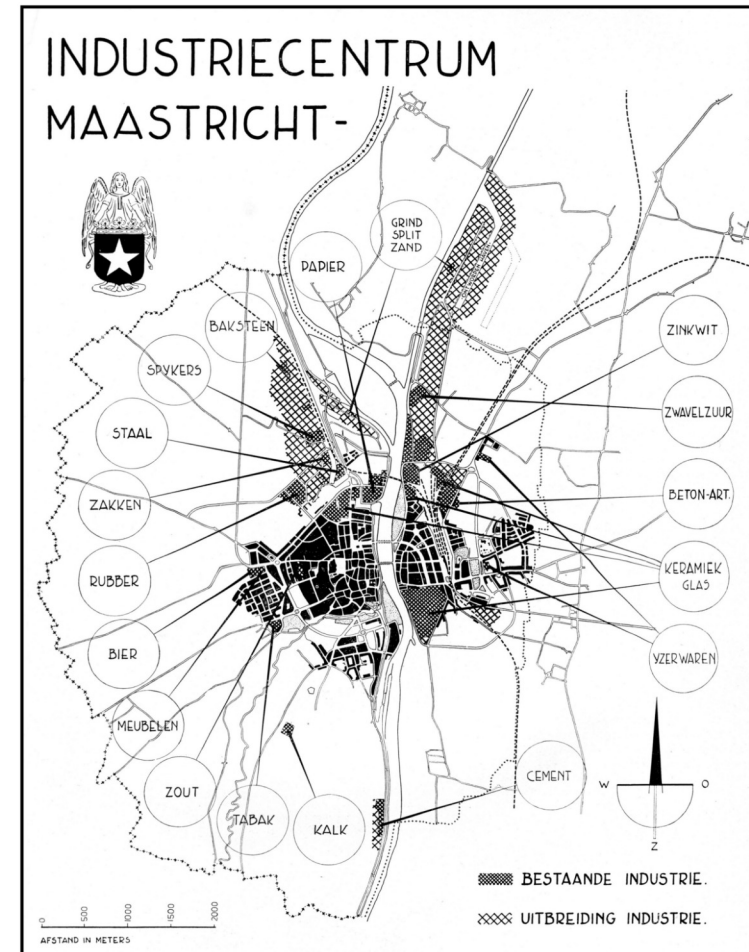 INDUSTRIECENTRUM
MAASTRICHT-
GRIND
SPLIT
ZAND
PAPIER
BAKSTEEN
SPYKERS
STAAL
ZAKKEN
RUBBER
BIER
MEUBELEN
ZOUT
TABAK
KALK
CEMENT
ZINKWIT
ZWAVELZUUR
BETON-ART.
KERAMIEK
GLAS
YZERWAREN
W
O
Z
BESTAANDE INDUSTRIE.
UITBREIDING INDUSTRIE.
0 500 1000 1500 2000
AFSTAND IN METERS